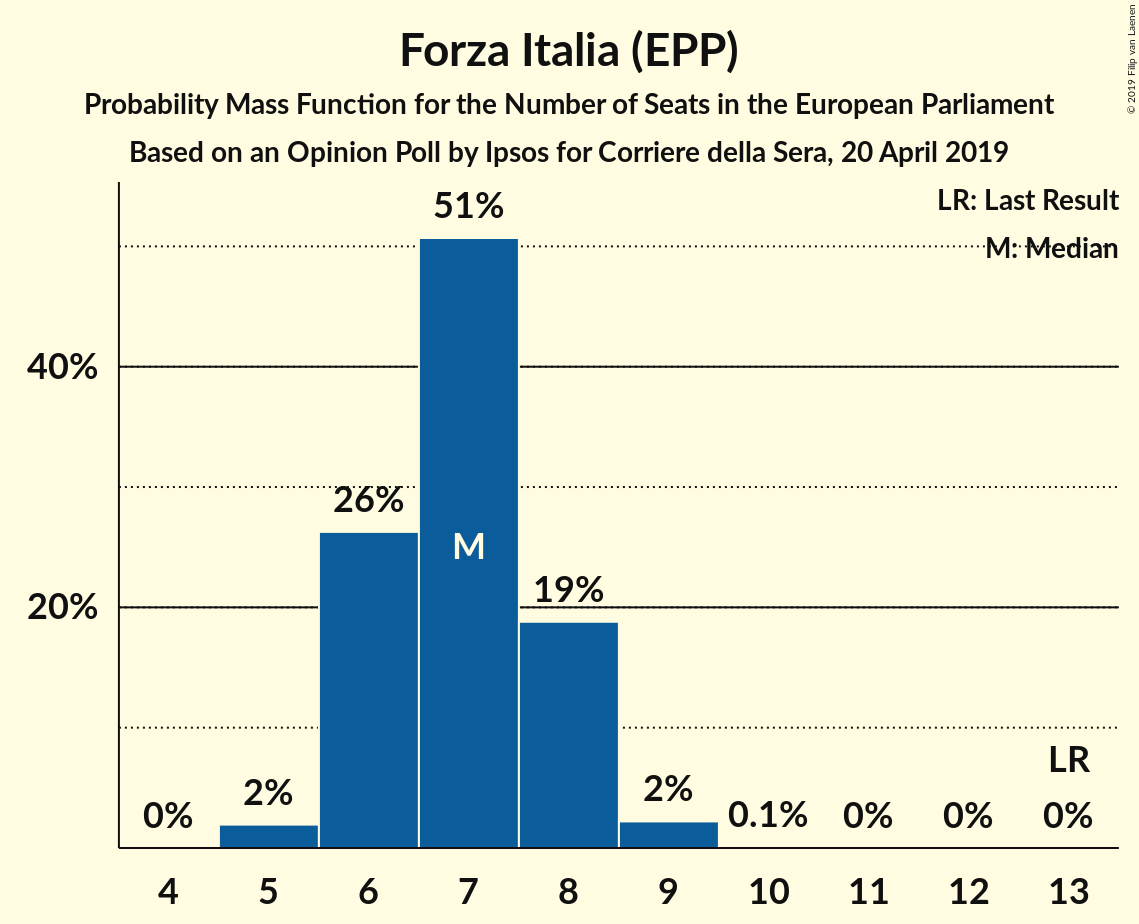 Forza Italia (EPP)
Probability Mass Function for the Number of Seats in the European Parliament
Based on an Opinion Poll by Ipsos for Corriere della Sera, 20 April 2019
© 2019 Filip van Laenen
LR: Last Result
M: Median
51%
40%
26%
M
20%
19%
LR
0%
2%
2%
0.1%
0%
0%
0%
4 5 6 7 8 9 10 11 12 13